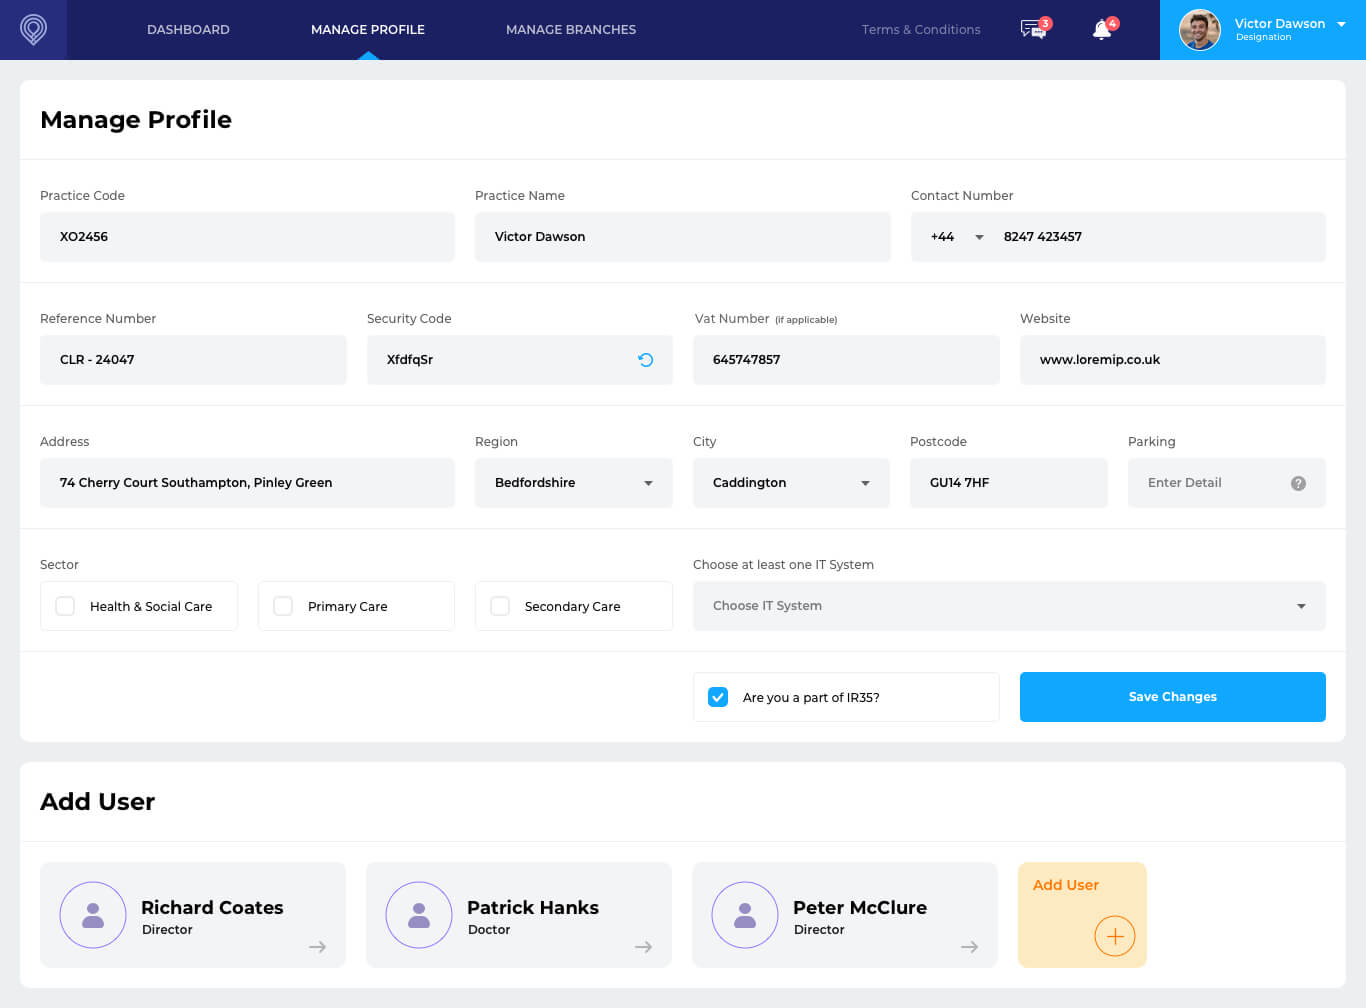 DASHBOARD
MANAGE PROFILE
MANAGE BRANCHES
Terms & Conditions
3
4
Victor Dawson
Designation
Manage Profile
Practice Code
Practice Name
Contact Number
XO2456
Victor Dawson
+44
8247 423457
Reference Number
Security Code
Vat Number (if applicable)
Website
CLR - 24047
XfdfqSr
645747857
www.loremip.co.uk
Address
Region
City
Postcode
Parking
74 Cherry Court Southampton, Pinley Green
Bedfordshire
Caddington
GU14 7HF
Enter Detail
?
Sector
Choose at least one IT System
Health & Social Care
Primary Care
Secondary Care
Choose IT System
Are you a part of IR35?
Save Changes
Add User
Richard Coates
Director
Patrick Hanks
Doctor
Peter McClure
Director
Add User